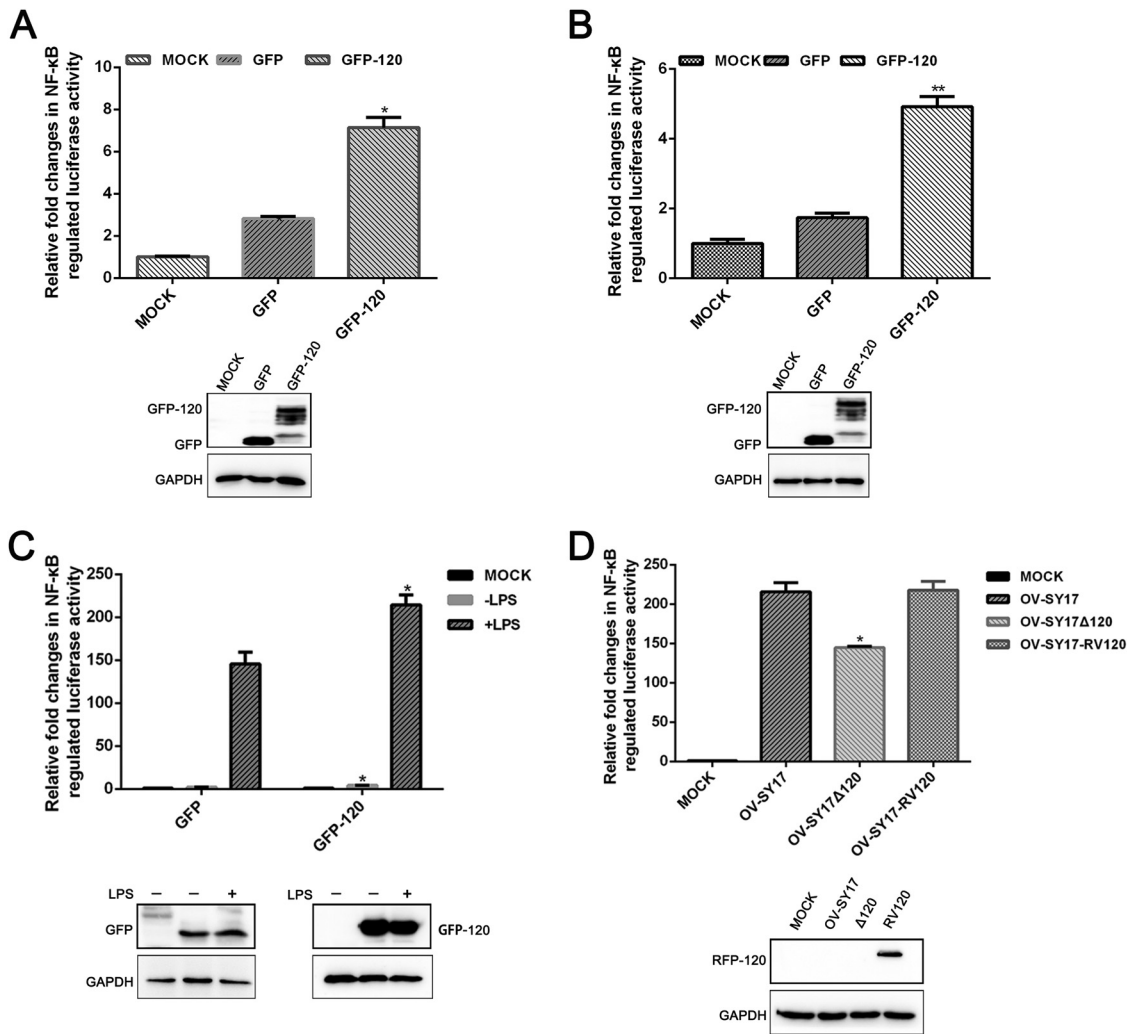 A
MOCK GFP GFP-120
Relative fold changes in NF-κB
regulated luciferase activity
10
8
6
4
2
0
*
MOCK GFP GFP-120
MOCK GFP GFP-120
GFP-120
GFP
GAPDH
B
MOCK GFP GFP-120
Relative fold changes in NF-κB
regulated luciferase activity
6
4
2
0
**
MOCK GFP GFP-120
MOCK GFP GFP-120
GFP-120
GFP
GAPDH
C
Relative fold changes in NF-κB
regulated luciferase activity
250
200
150
100
50
0
*
*
MOCK
-LPS
+LPS
GFP GFP-120
LPS − − +
GFP
GAPDH
LPS − − +
GFP-120
D
Relative fold changes in NF-κB
regulated luciferase activity
250
200
150
100
50
0
*
MOCK
OV-SY17
OV-SY17Δ120
OV-SY17-RV120
MOCK OV-SY17 OV-SY17Δ120 OV-SY17-RV120
MOCK OV-SY17 Δ120 RV120
RFP-120
GAPDH